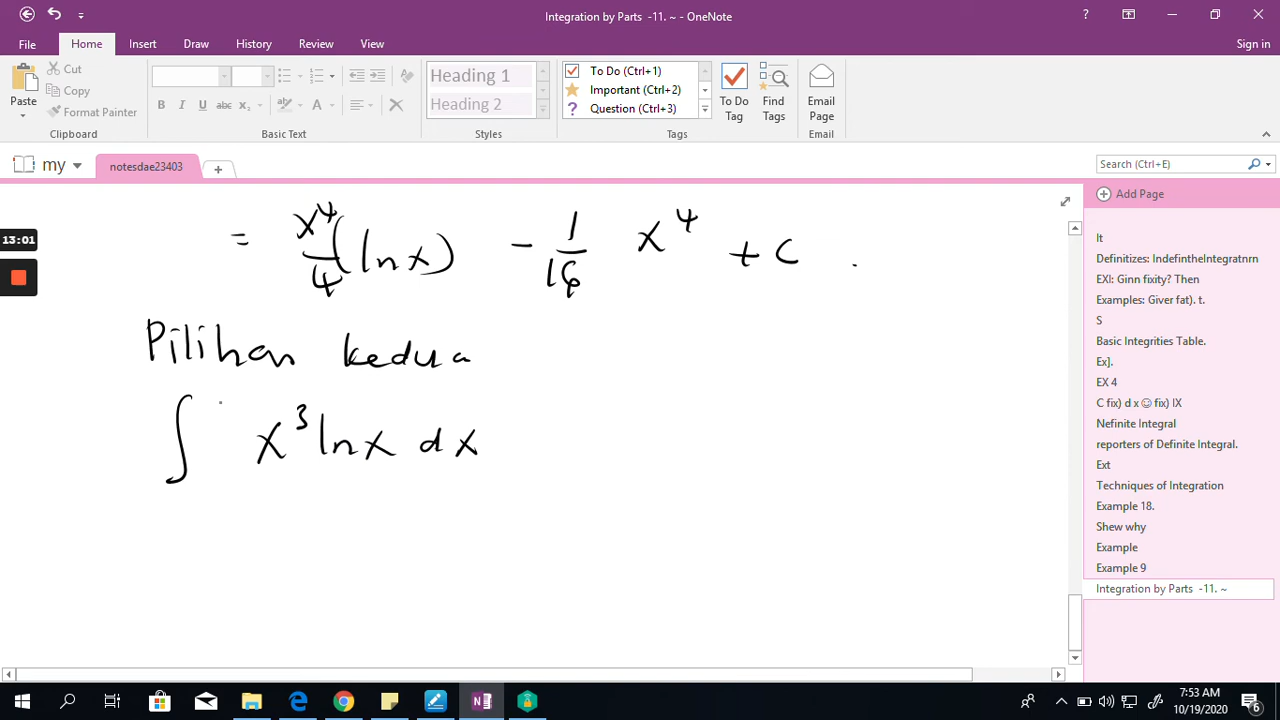 Integration by Parts -11. ~ - OneNote
? 
File Home Insert Draw History Review View Sign in
Paste Cut Copy Format Painter
B I U abc x₂ A A
Heading 1
Heading 2
To Do (Ctrl+1)
Important (Ctrl+2)
? Question (Ctrl+3)
To Do Tag
Find Tags
Email Page
Clipboard Basic Text Styles Tags Email
my notesdae23403 + Search (Ctrl+E)
Add Page
13:01
= x⁴/4 (ln x) - 1/16 x⁴ + C .
Pilihan kedua
∫ x³ ln x dx
It
Definitizes: IndefintheIntegratnrn
EXI: Ginn fixity? Then
Examples: Giver fat). t.
S
Basic Integrities Table.
Ex].
EX 4
C fix) d x ☺ fix) lX
Nefinite Integral
reporters of Definite Integral.
Ext
Techniques of Integration
Example 18.
Shew why
Example
Example 9
Integration by Parts -11. ~
7:53 AM
10/19/2020
6